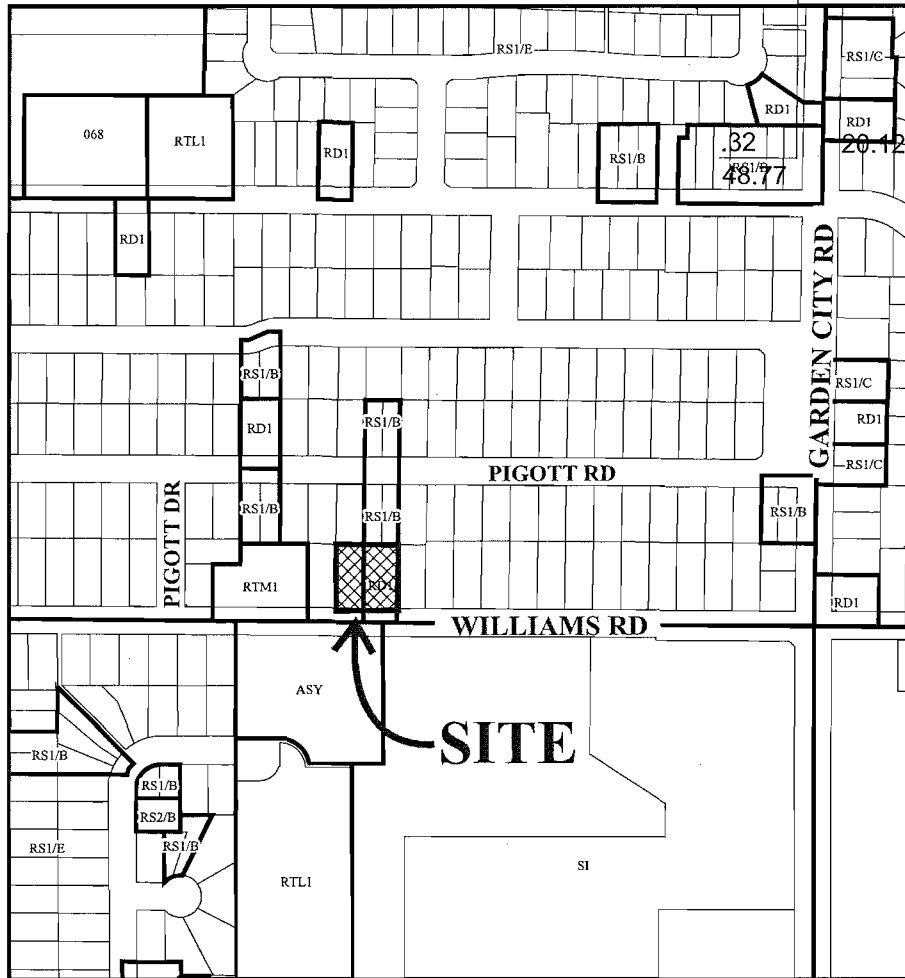 RS1/E
RS1/C
RD1
068
RTL1
RD1
RD1
.32
20.12
RS1/B
RS1/B
48.77
RD1
GARDEN CITY RD
RS1/B
RS1/C
RS1/B
RD1
RD1
RS1/C
PIGOTT RD
RS1/B
RS1/B
RS1/B
PIGOTT DR
RTM1
RD1
RD1
WILLIAMS RD
ASY
SITE
RS1/B
RS1/B
RS2/B
RS1/B
RS1/E
SI
RTL1